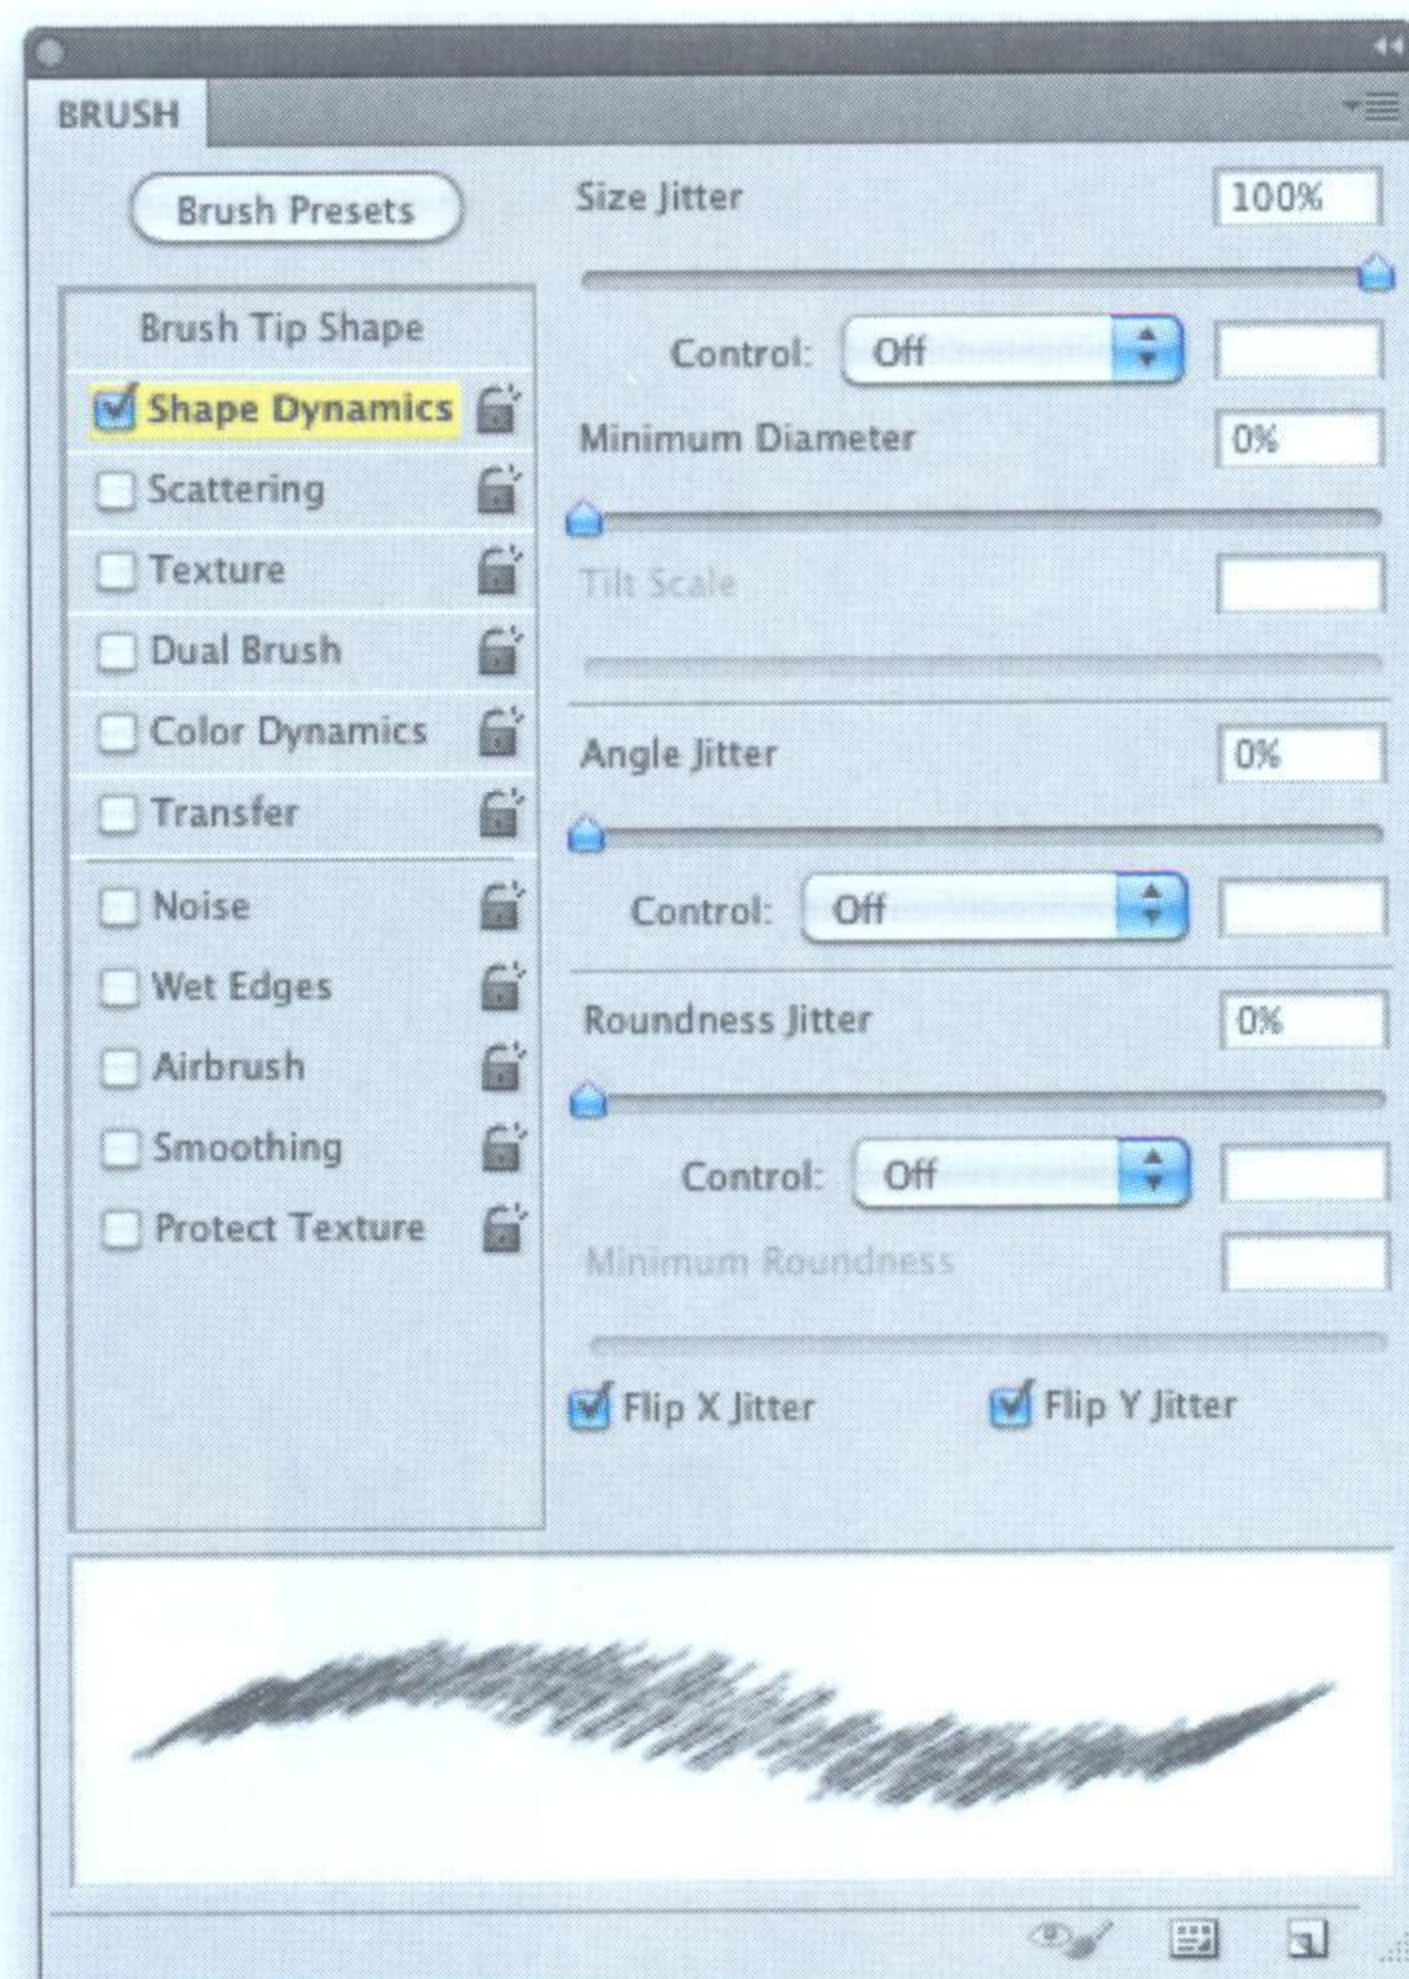 BRUSH
Brush Presets
Brush Tip Shape
Shape Dynamics
Scattering
Texture
Dual Brush
Color Dynamics
Transfer
Noise
Wet Edges
Airbrush
Smoothing
Protect Texture
Size Jitter 100%
Control: Off
Minimum Diameter 0%
Tilt Scale
Angle Jitter 0%
Control: Off
Roundness Jitter 0%
Control: Off
Minimum Roundness
Flip X Jitter Flip Y Jitter